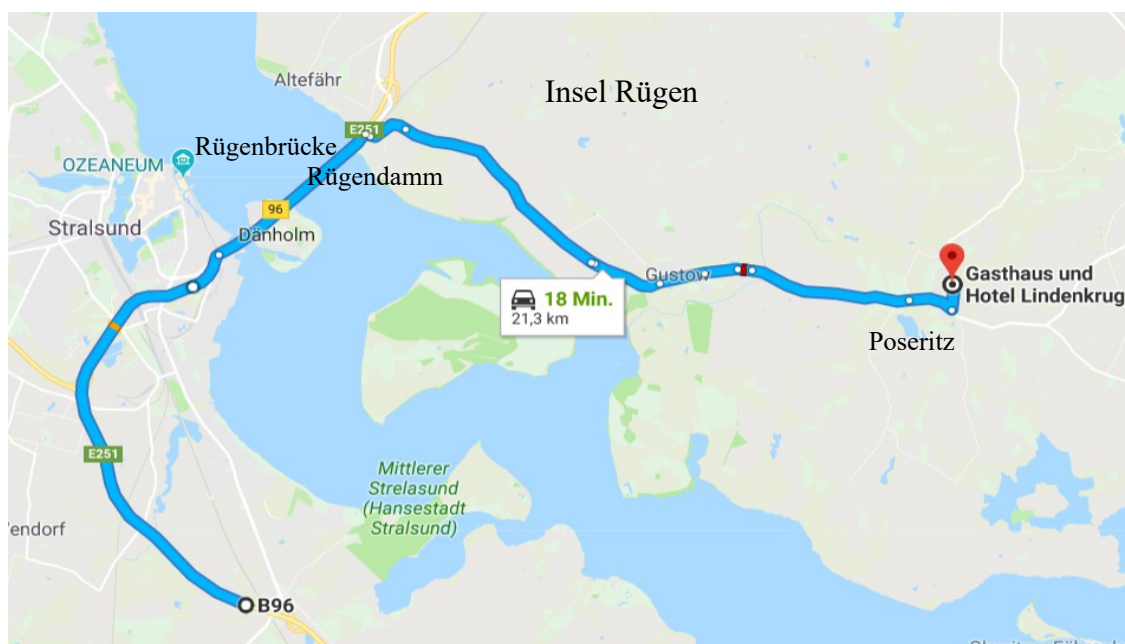 Altefähr
Insel Rügen
E251
Rügenbrücke
OZEANEUM
Rügendamm
96
Stralsund
Dänholm
Gustow
Gasthaus und
Hotel Lindenkrug
18 Min.
21,3 km
Poseritz
E251
Mittlerer
Strelasund
(Hansestadt
Stralsund)
endorf
B96